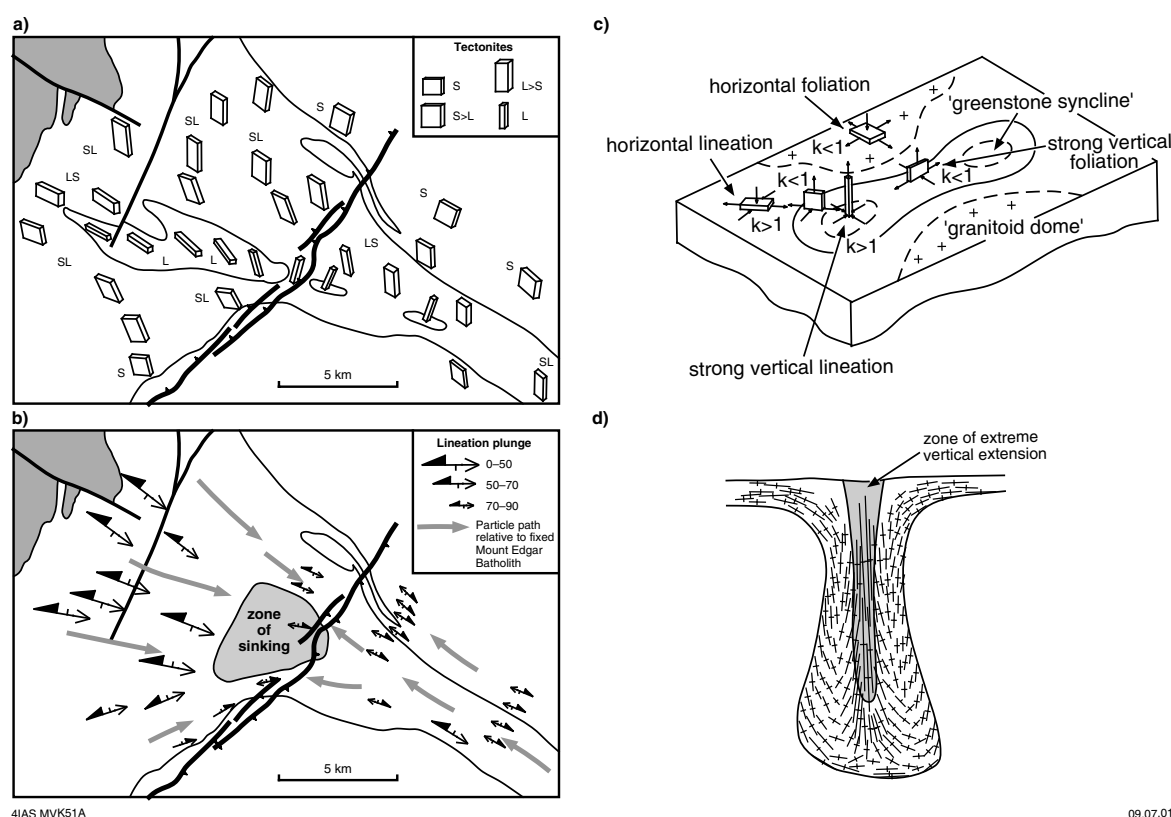 a)
Tectonites
S
L>S
S>L
L
S
SL
SL
SL
LS
S
SL
L
L
LS
SL
S
S
SL
5 km
b)
Lineation plunge
0–50
50–70
70–90
Particle path
relative to fixed
Mount Edgar
Batholith
zone
of
sinking
5 km
4IAS MVK51A
c)
horizontal foliation
'greenstone syncline'
horizontal lineation
k<1
strong vertical
foliation
k<1
k<1
k>1
k>1
'granitoid dome'
strong vertical lineation
d)
zone of extreme
vertical extension
09.07.01